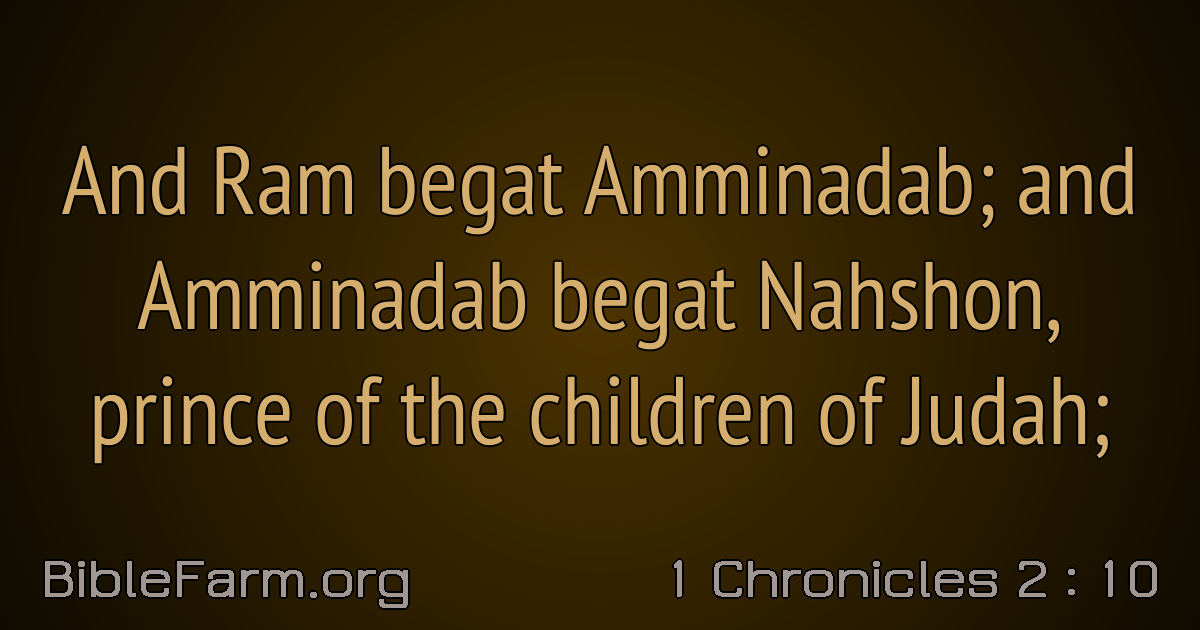 And Ram begat Amminadab; and
Amminadab begat Nahshon,
prince of the children of Judah;
BibleFarm.org
1 Chronicles 2 : 10